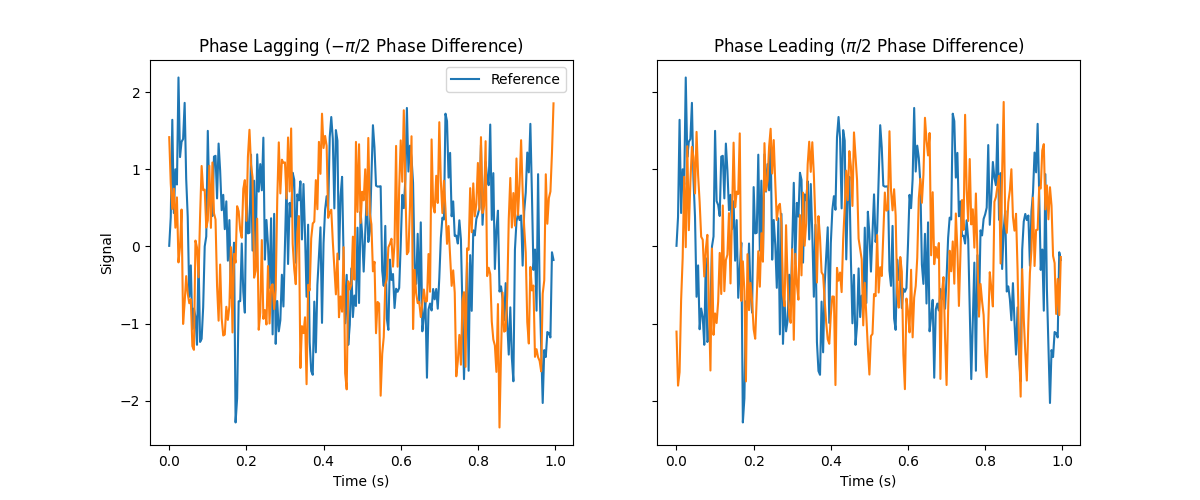 Phase Lagging (−π/2 Phase Difference)
Phase Leading (π/2 Phase Difference)
Reference
Signal
2
1
0
−1
−2
0.0 0.2 0.4 0.6 0.8 1.0
0.0 0.2 0.4 0.6 0.8 1.0
Time (s)
Time (s)